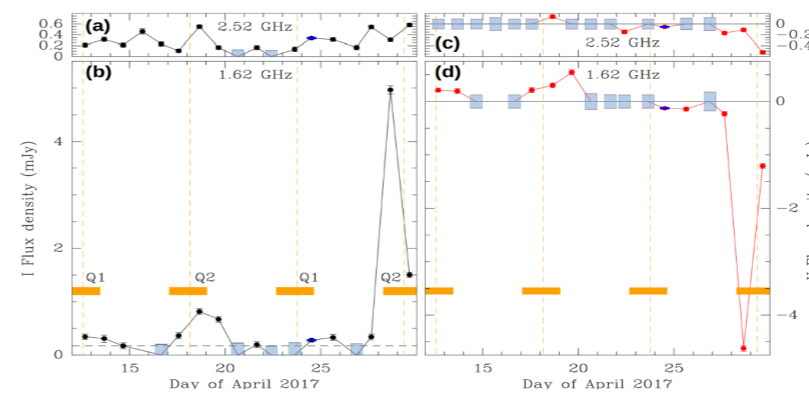 (a)
2.52 GHz
0.6
0.4
0.2
0
(b)
1.62 GHz
4
2
0
I Flux density (mJy)
Q1
Q2
Q1
Q2
15
20
25
Day of April 2017
(c)
2.52 GHz
0
−0.2
−0.4
(d)
1.62 GHz
0
−2
−4
15
20
25
Day of April 2017